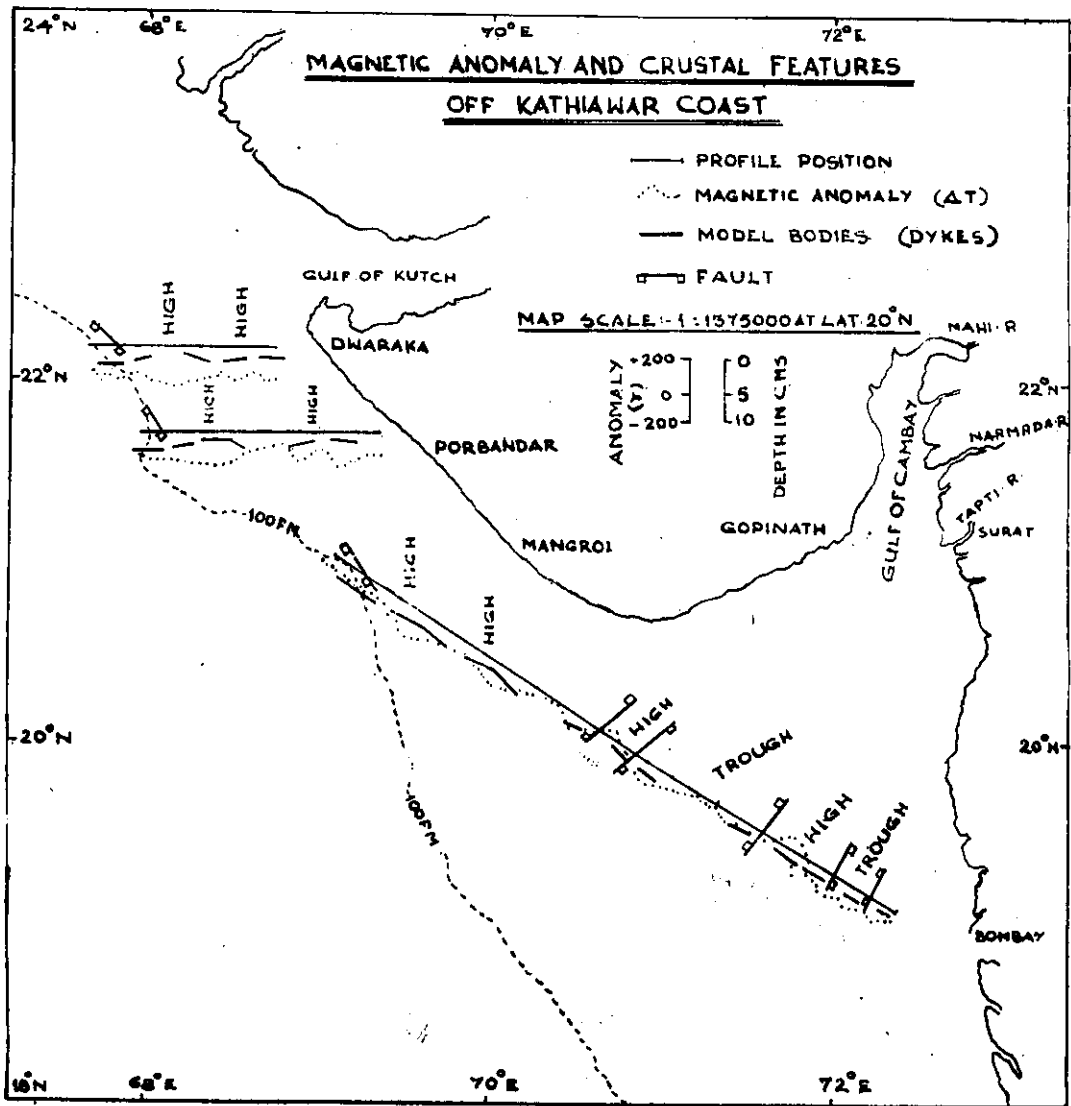 24°N 68°E 70°E 72°E
MAGNETIC ANOMALY AND CRUSTAL FEATURES
OFF KATHIAWAR COAST
PROFILE POSITION
MAGNETIC ANOMALY (ΔT)
MODEL BODIES (DYKES)
FAULT
MAP SCALE:-1:1375000 AT LAT. 20°N
GULF OF KUTCH
HIGH
HIGH
DWARAKA
MAHI-R
ANOMALY
(γ)
+200
0
-200
0
5
10
DEPTH IN CMS
22°N
22°N
HIGH
HIGH
PORBANDAR
GULF OF CAMBAY
NARMADA-R
TAPTI-R.
SURAT
100FM
MANGROL
GOPINATH
HIGH
HIGH
20°N
20°N
HIGH
TROUGH
HIGH
TROUGH
100FM
BOMBAY
18°N 68°E 70°E 72°E